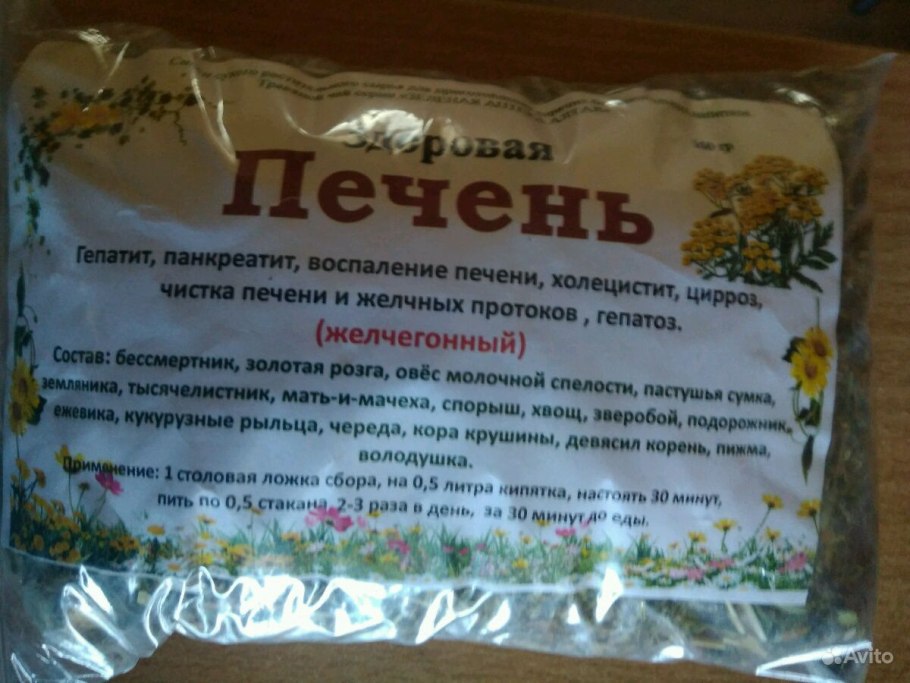 Здоровая
Печень
Гепатит, панкреатит, воспаление печени, холецистит, цирроз,
чистка печени и желчных протоков , гепатоз.
(желчегонный)
Состав: бессмертник, золотая розга, овёс молочной спелости, пастушья сумка,
земляника, тысячелистник, мать-и-мачеха, спорыш, хвощ, зверобой, подорожник,
ежевика, кукурузные рыльца, череда, кора крушины, девясил корень, пижма,
володушка.
Применение: 1 столовая ложка сбора, на 0,5 литра кипятка, настоять 30 минут,
пить по 0,5 стакана 2-3 раза в день, за 30 минут до еды.
Avito